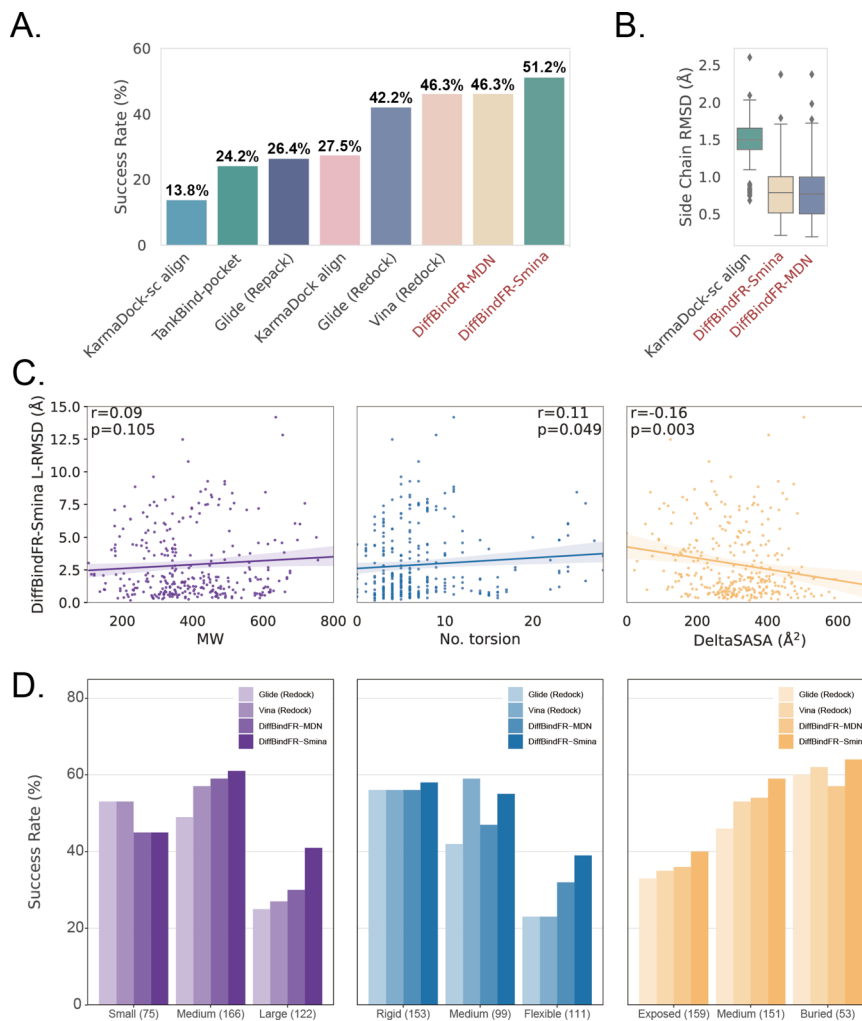 A.
B.
60
40
20
0
Success Rate (%)
13.8%
24.2%
26.4%
27.5%
42.2%
46.3%
46.3%
51.2%
KarmaDock-sc align
TankBind-pocket
Glide (Repack)
KarmaDock align
Glide (Redock)
Vina (Redock)
DiffBindFR-MDN
DiffBindFR-Smina
Side Chain RMSD (Å)
2.5
2.0
1.5
1.0
0.5
KarmaDock-sc align
DiffBindFR-Smina
DiffBindFR-MDN
C.
DiffBindFR-Smina L-RMSD (Å)
15.0
12.5
10.0
7.5
5.0
2.5
0.0
r=0.09
p=0.105
200 400 600 800
MW
r=0.11
p=0.049
0 10 20
No. torsion
r=-0.16
p=0.003
0 200 400 600
DeltaSASA (Å²)
D.
Success Rate (%)
80
60
40
20
0
Glide (Redock)
Vina (Redock)
DiffBindFR-MDN
DiffBindFR-Smina
Small (75) Medium (166) Large (122)
Glide (Redock)
Vina (Redock)
DiffBindFR-MDN
DiffBindFR-Smina
Rigid (153) Medium (99) Flexible (111)
Glide (Redock)
Vina (Redock)
DiffBindFR-MDN
DiffBindFR-Smina
Exposed (159) Medium (151) Buried (53)